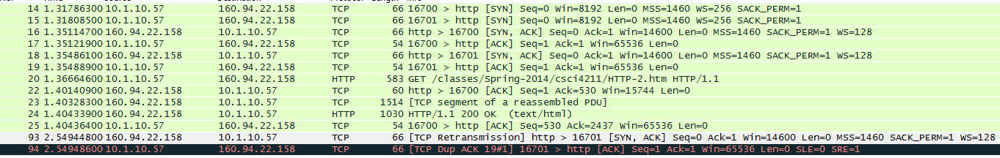 14 1.31786300 10.1.10.57 160.94.22.158 TCP 66 16700 > http [SYN] Seq=0 Win=8192 Len=0 MSS=1460 WS=256 SACK_PERM=1
15 1.31808500 10.1.10.57 160.94.22.158 TCP 66 16701 > http [SYN] Seq=0 Win=8192 Len=0 MSS=1460 WS=256 SACK_PERM=1
16 1.35114700 160.94.22.158 10.1.10.57 TCP 66 http > 16700 [SYN, ACK] Seq=0 Ack=1 Win=14600 Len=0 MSS=1460 SACK_PERM=1 WS=128
17 1.35121900 10.1.10.57 160.94.22.158 TCP 54 16700 > http [ACK] Seq=1 Ack=1 Win=65536 Len=0
18 1.35486100 160.94.22.158 10.1.10.57 TCP 66 http > 16701 [SYN, ACK] Seq=0 Ack=1 Win=14600 Len=0 MSS=1460 SACK_PERM=1 WS=128
19 1.35488900 10.1.10.57 160.94.22.158 TCP 54 16701 > http [ACK] Seq=1 Ack=1 Win=65536 Len=0
20 1.36664600 10.1.10.57 160.94.22.158 HTTP 583 GET /classes/Spring-2014/csci4211/HTTP-2.htm HTTP/1.1
22 1.40140900 160.94.22.158 10.1.10.57 TCP 60 http > 16700 [ACK] Seq=1 Ack=530 Win=15744 Len=0
23 1.40328300 160.94.22.158 10.1.10.57 TCP 1514 [TCP segment of a reassembled PDU]
24 1.40433900 160.94.22.158 10.1.10.57 HTTP 1030 HTTP/1.1 200 OK (text/html)
25 1.40436400 10.1.10.57 160.94.22.158 TCP 54 16700 > http [ACK] Seq=530 Ack=2437 Win=65536 Len=0
93 2.54944800 160.94.22.158 10.1.10.57 TCP 66 [TCP Retransmission] http > 16701 [SYN, ACK] Seq=0 Ack=1 Win=14600 Len=0 MSS=1460 SACK_PERM=1 WS=128
94 2.54948600 10.1.10.57 160.94.22.158 TCP 66 [TCP Dup ACK 19#1] 16701 > http [ACK] Seq=1 Ack=1 Win=65536 Len=0 SLE=0 SRE=1